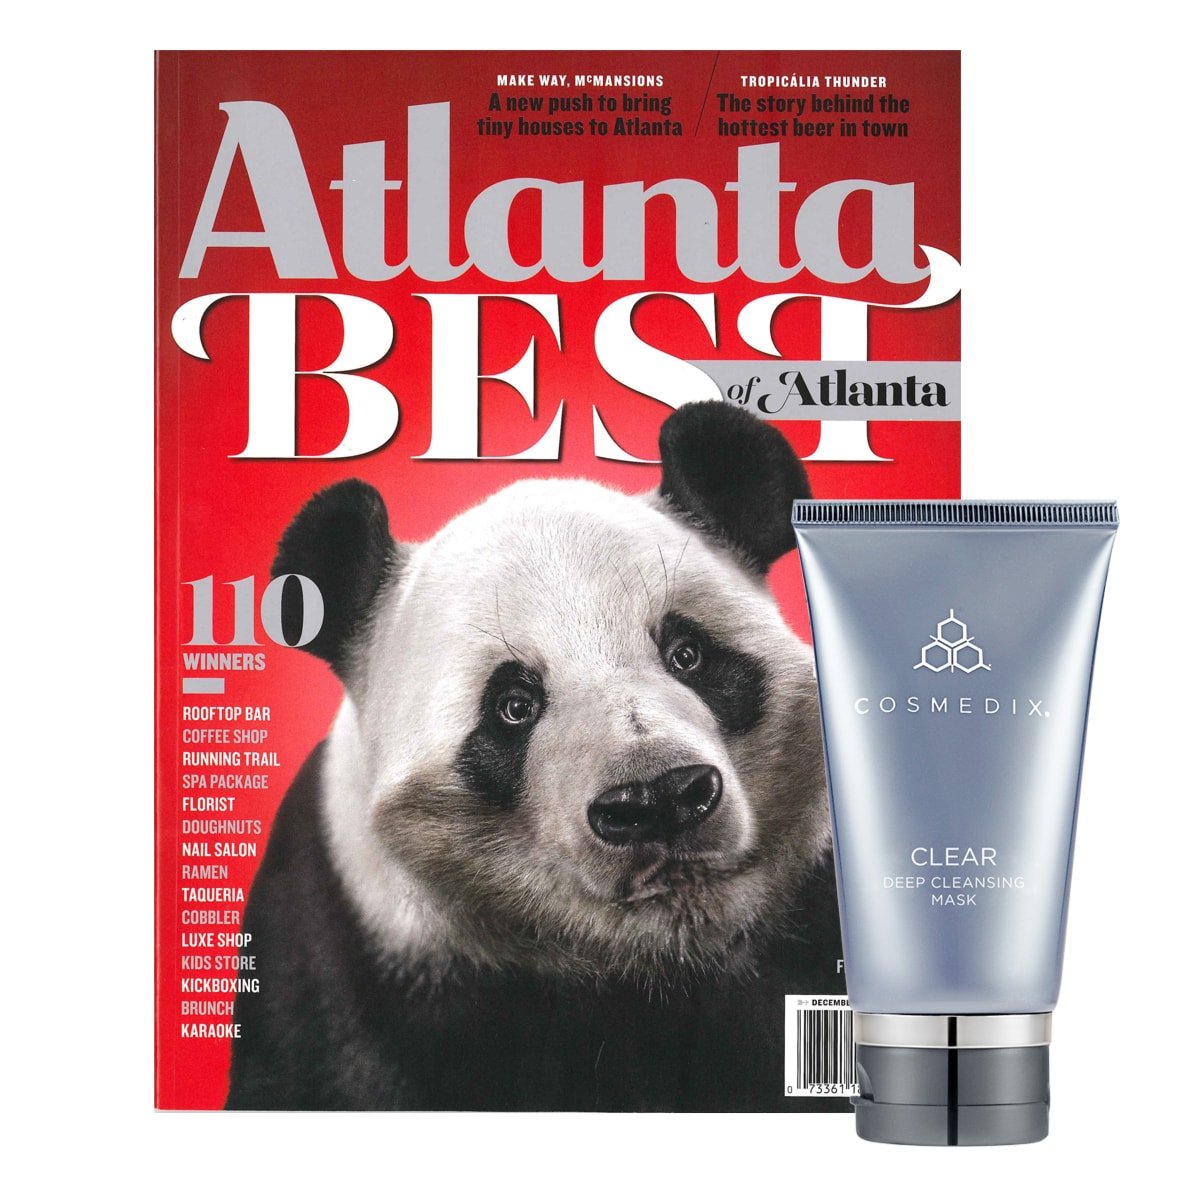 MAKE WAY, McMANSIONS
A new push to bring
tiny houses to Atlanta
TROPICÁLIA THUNDER
The story behind the
hottest beer in town
Atlanta
BEST
of Atlanta
110
WINNERS
ROOFTOP BAR
COFFEE SHOP
RUNNING TRAIL
SPA PACKAGE
FLORIST
DOUGHNUTS
NAIL SALON
RAMEN
TAQUERIA
COBBLER
LUXE SHOP
KIDS STORE
KICKBOXING
BRUNCH
KARAOKE
COSMEDIX
CLEAR
DEEP CLEANSING
MASK
0 73361